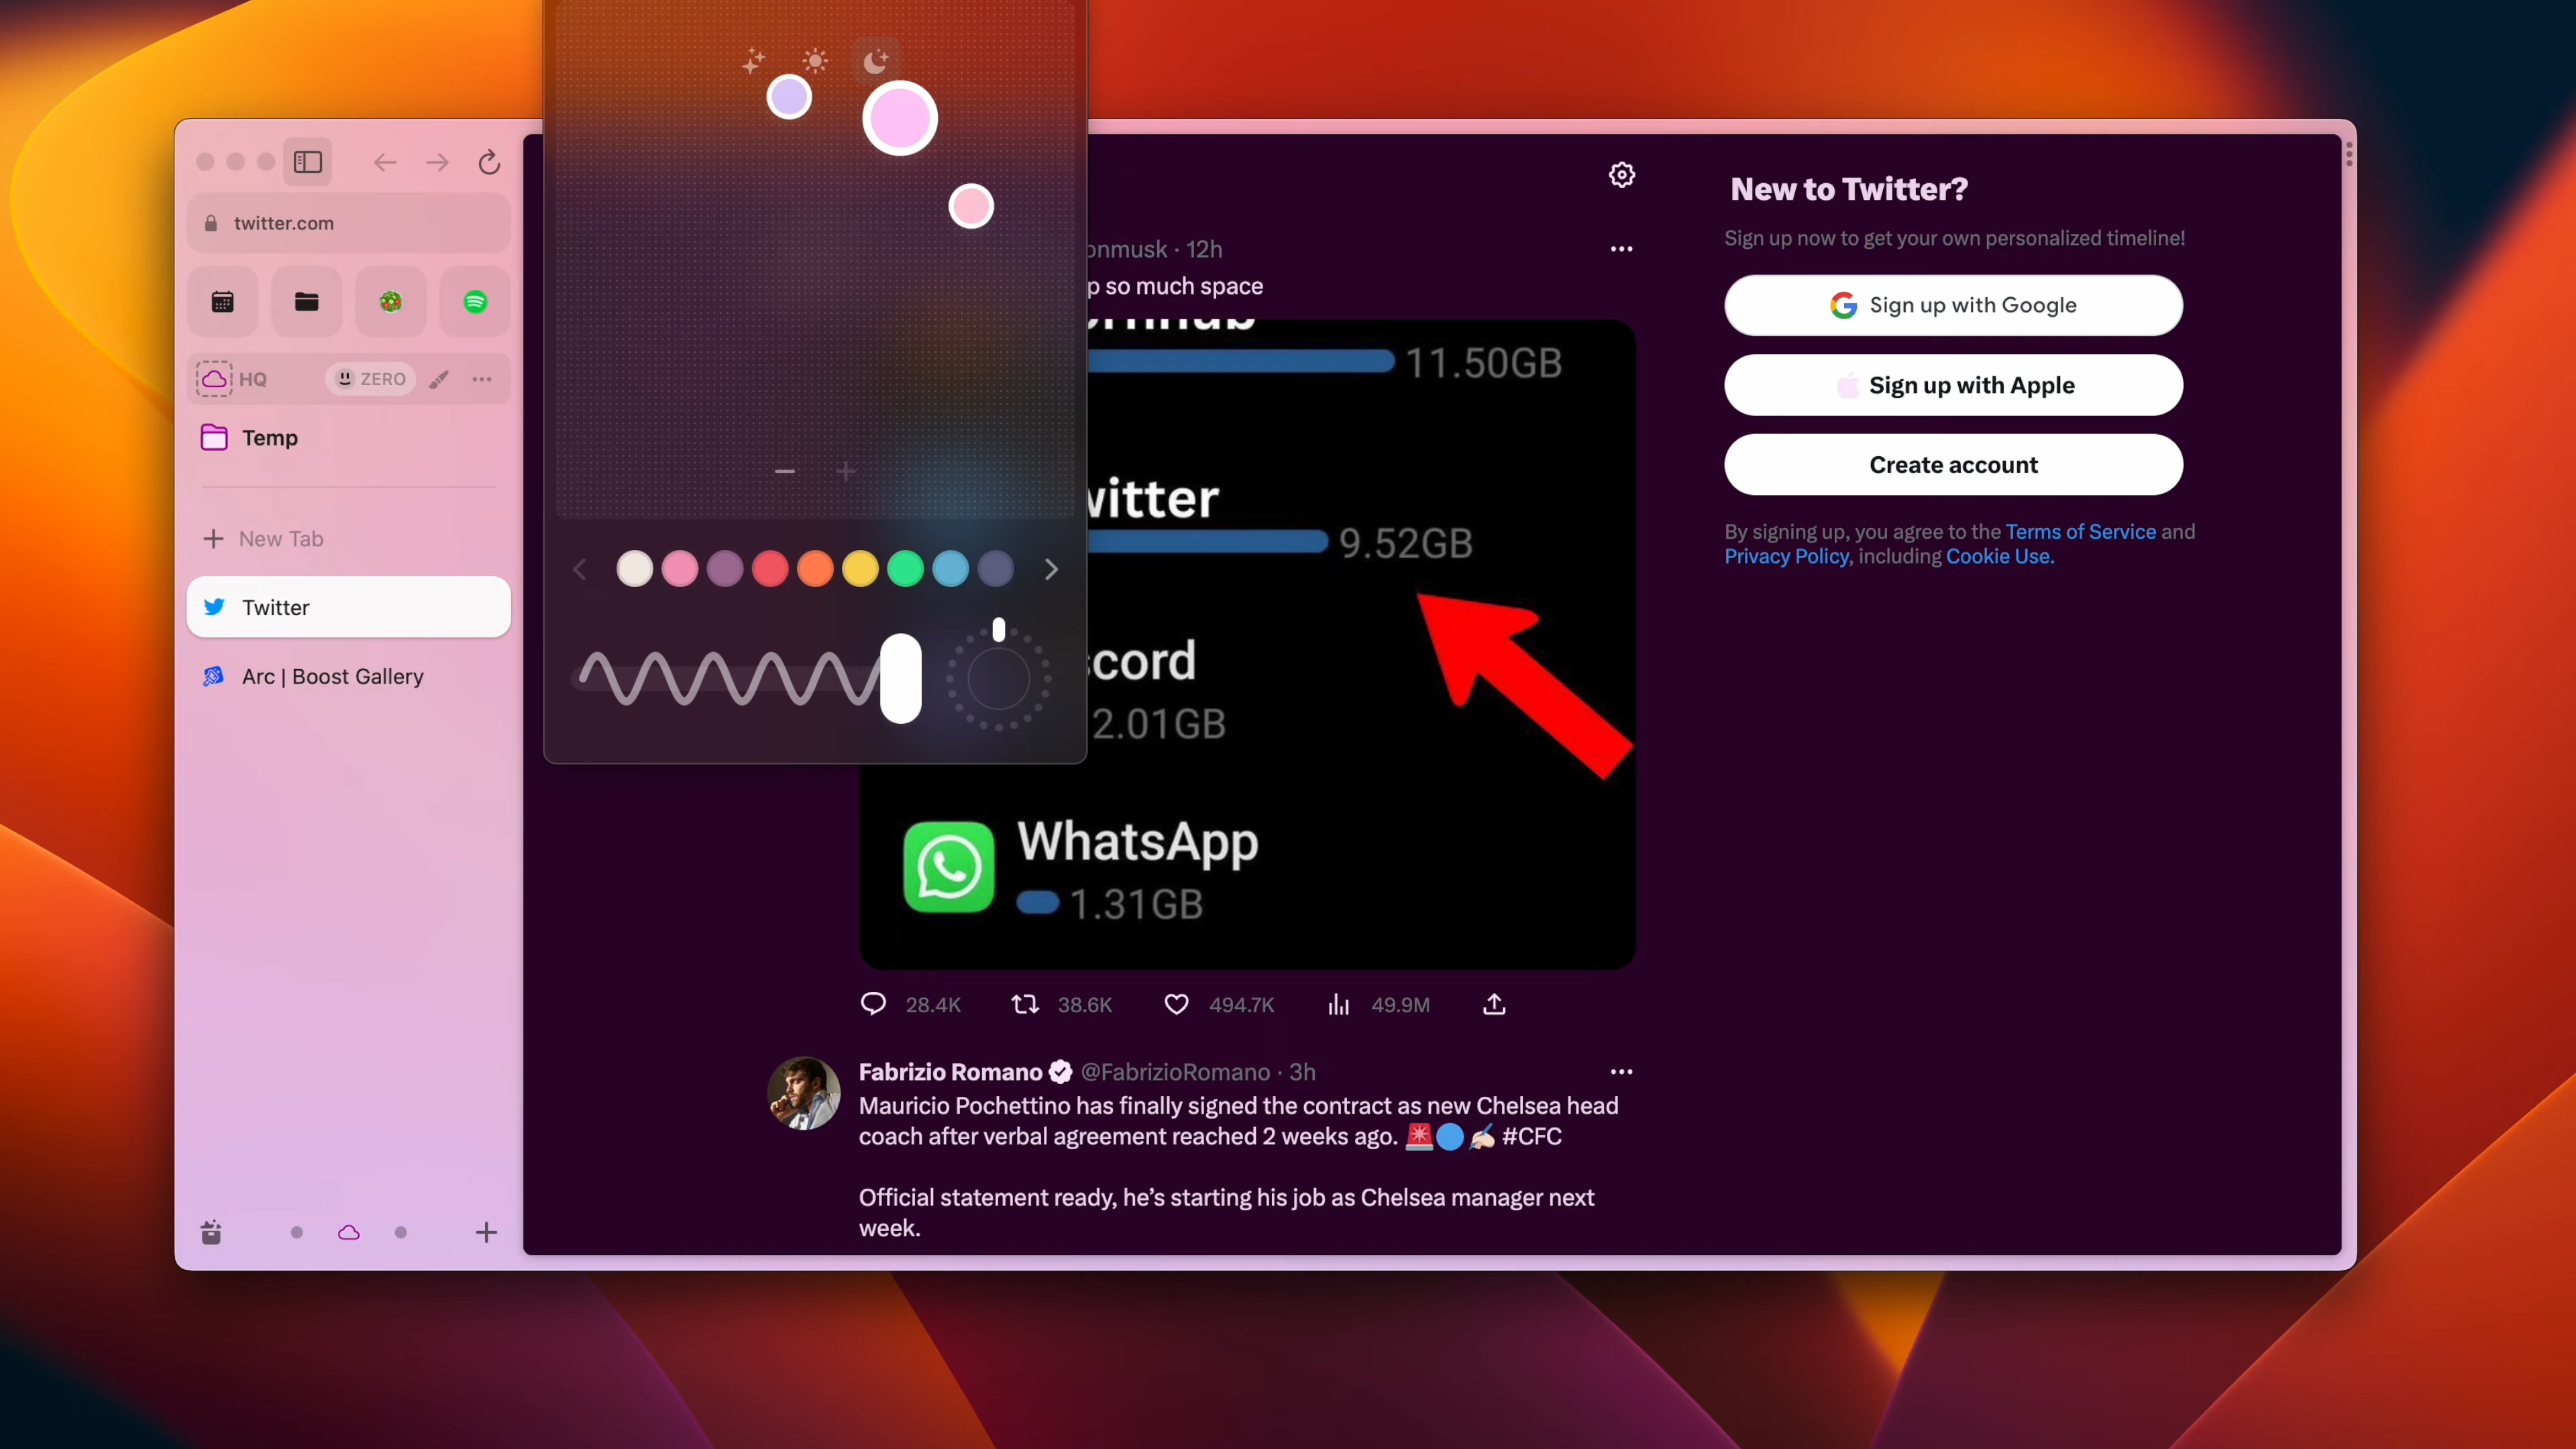 twitter.com
HQ
ZERO
Temp
New Tab
Twitter
Arc | Boost Gallery
· 12h
so much space
11.50GB
9.52GB
2.01GB
WhatsApp
1.31GB
28.4K 38.6K 494.7K 49.9M
Fabrizio Romano @FabrizioRomano · 3h
Mauricio Pochettino has finally signed the contract as new Chelsea head
coach after verbal agreement reached 2 weeks ago. 🚨🔵✍🏻 #CFC
Official statement ready, he’s starting his job as Chelsea manager next
week.
New to Twitter?
Sign up now to get your own personalized timeline!
Sign up with Google
Sign up with Apple
Create account
By signing up, you agree to the Terms of Service and
Privacy Policy, including Cookie Use.